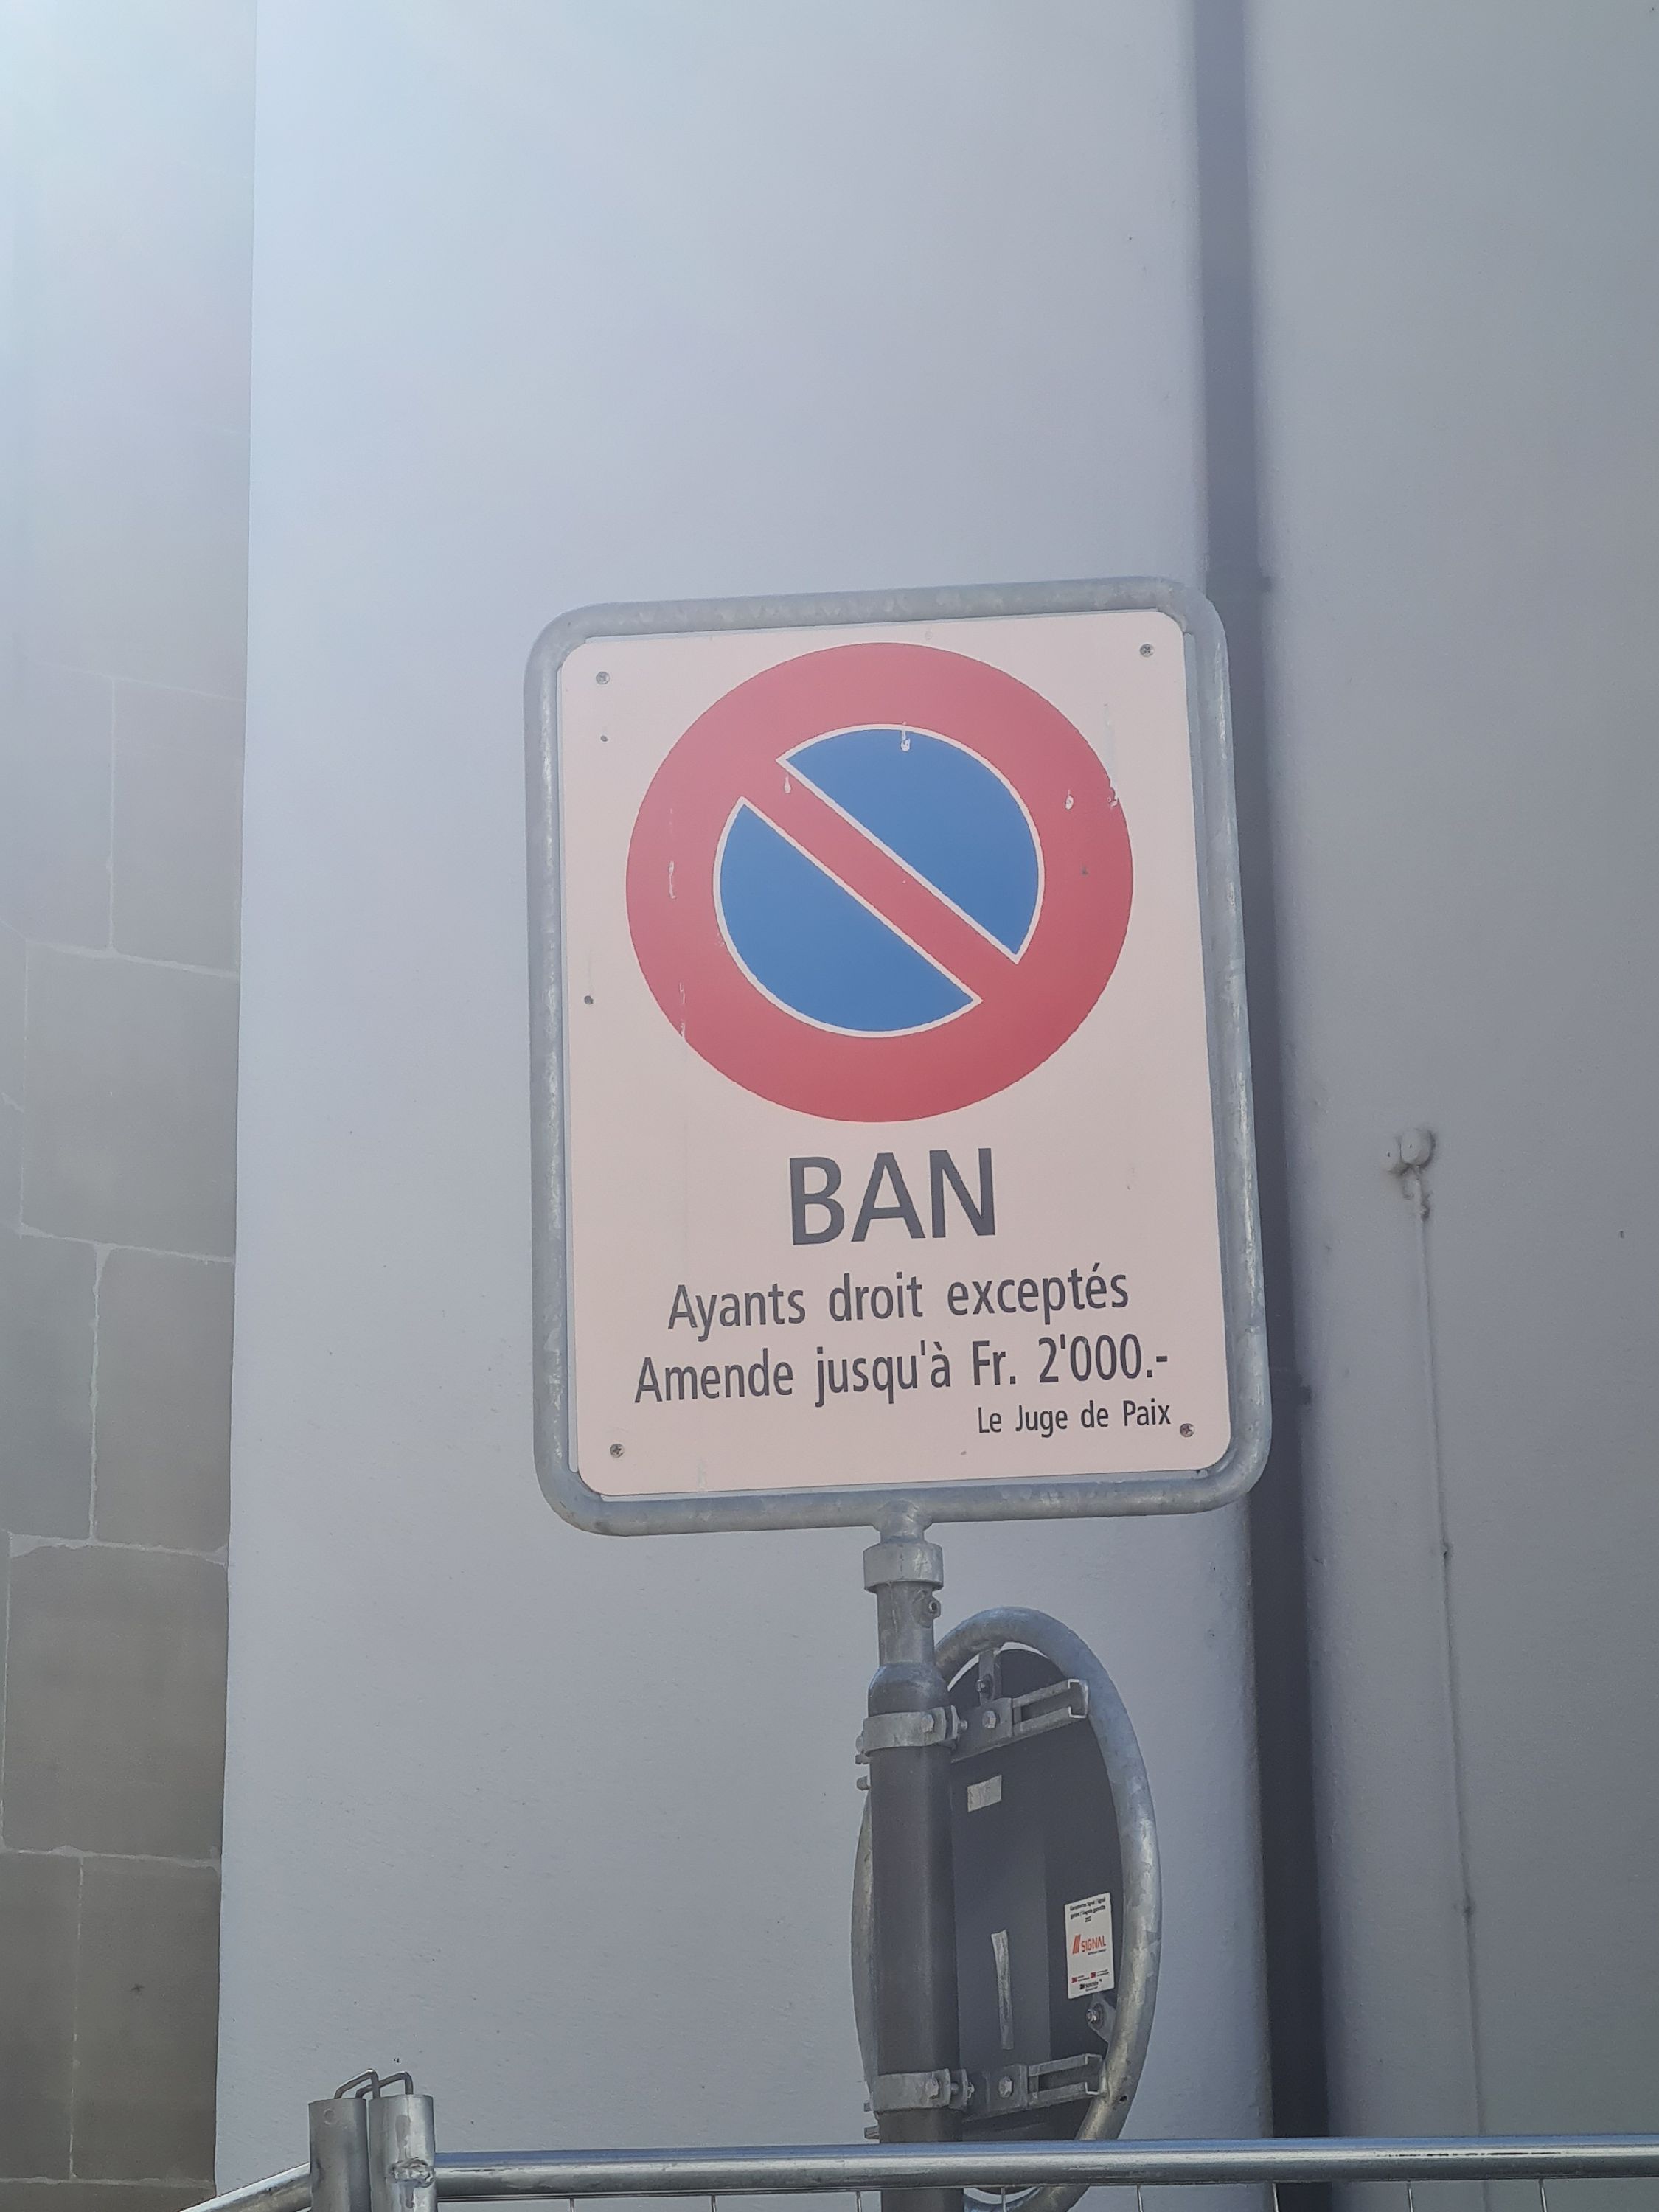 BAN
Ayants droit exceptés
Amende jusqu'à Fr. 2'000.-
Le Juge de Paix
SIGNAL